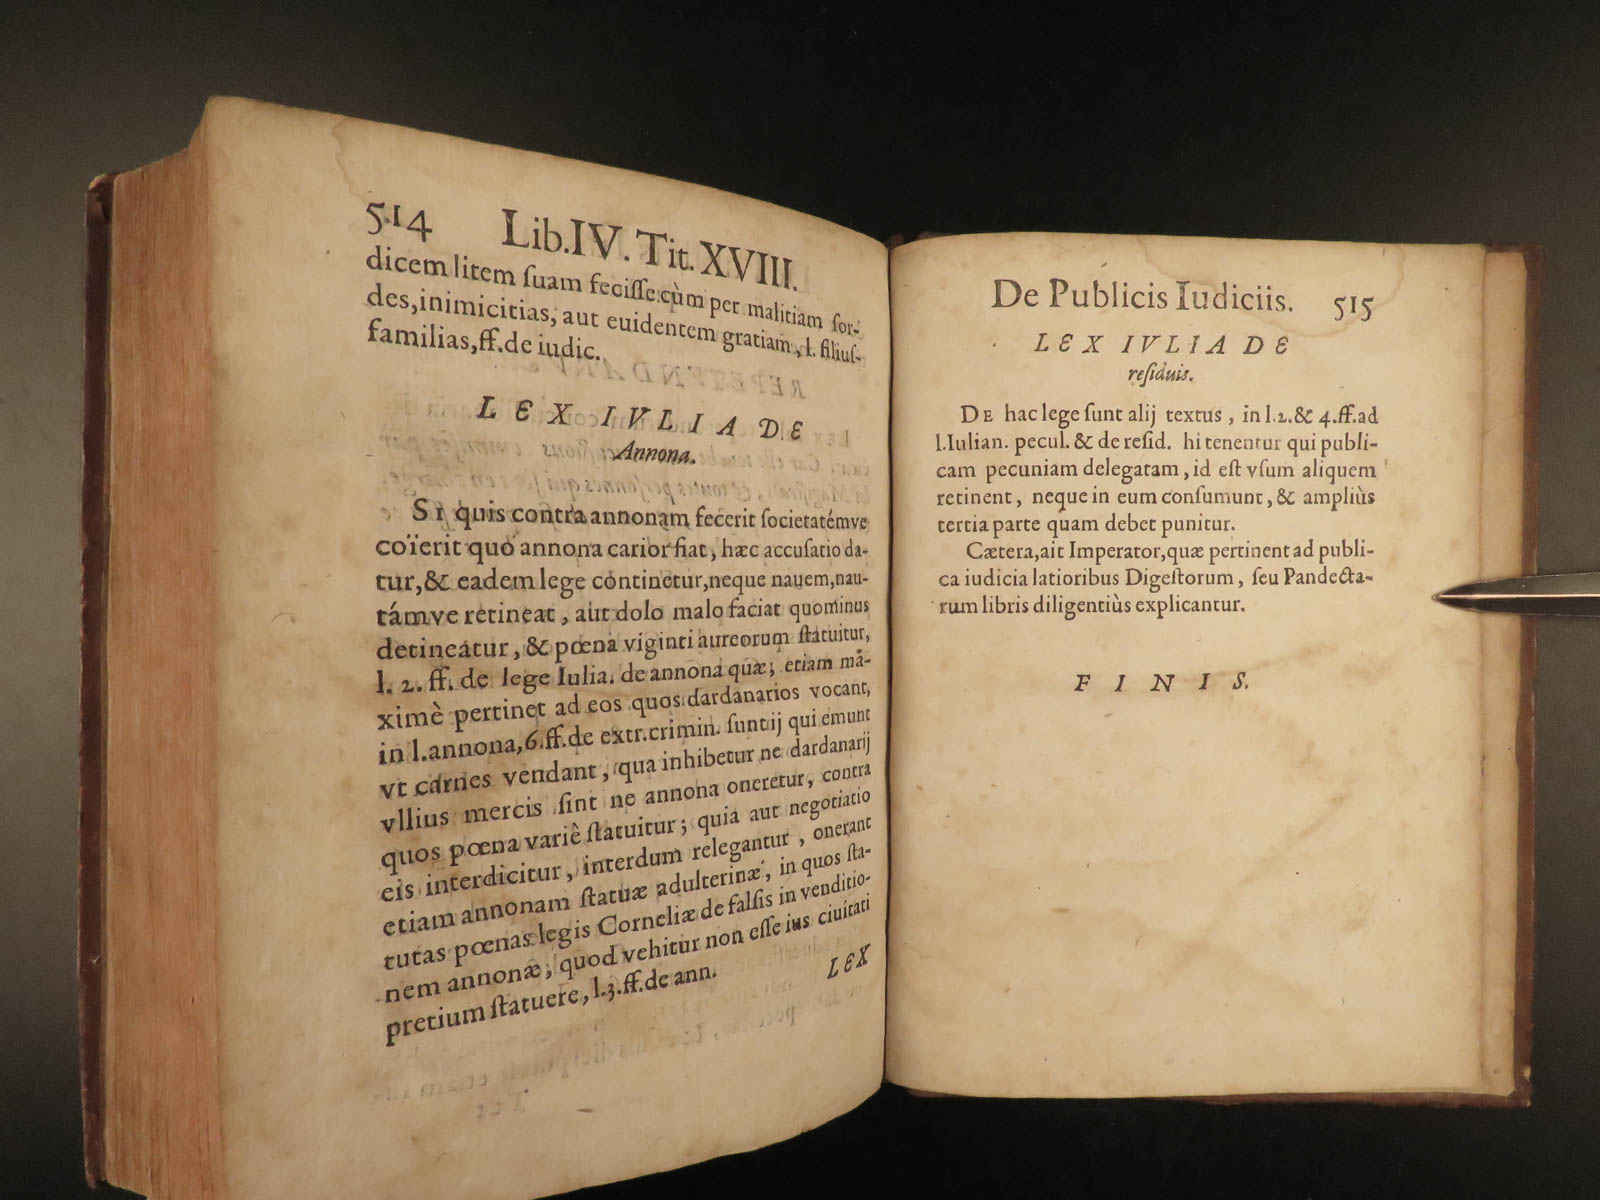 514 Lib.IV. Tit. XVIII.
dicem litem ſuam feciſſe:cùm per malitiam ſor-
des,inimicitias, aut euidentem gratiam, l. filiuſ-
familias,ff.de iudic.
LEX IVLIA DE
Annona.
SI quis contra annonam fecerit ſocietatémve
coïerit quò annona carior fiat, hæc accuſatio da-
tur,& eadem lege continetur,neque nauem,nau-
támve retineat, aut dolo malo faciat quominus
detineatur, & pœna viginti aureorum ſtatuitur,
l. 2. ff. de lege Iulia. de annona quæ; etiam ma-
ximè pertinet ad eos quos dardanarios vocant,
in l.annona,6.ff.de extr.crimin. ſunt ij qui emunt
vt carnes vendant, qua inhibetur ne dardanarij
vllius mercis ſint ne annona oneretur, contra
quos pœna variè ſtatuitur; quia aut negotiatio
eis interdicitur, interdum relegantur, onerant
etiam annonam ſtatuæ adulterinæ, in quos ſta-
tutas pœnas legis Corneliæ de falſis in venditio-
nem annonæ, quod vehitur non eſſe ius ciuitati
pretium ſtatuere, l.3.ff.de ann.
LEX
De Publicis Iudiciis. 515
LEX IVLIA DE
reſiduis.
DE hac lege ſunt alij textus, in l.2.& 4.ff.ad
l.Iulian. pecul. & de reſid. hi tenentur qui publi-
cam pecuniam delegatam, id eſt vſum aliquem
retinent, neque in eum conſumunt, & ampliùs
tertia parte quam debet punitur.
Cætera,ait Imperator,quæ pertinent ad publi-
ca iudicia latioribus Digeſtorum, ſeu Pandecta-
rum libris diligentiùs explicantur.
FINIS.